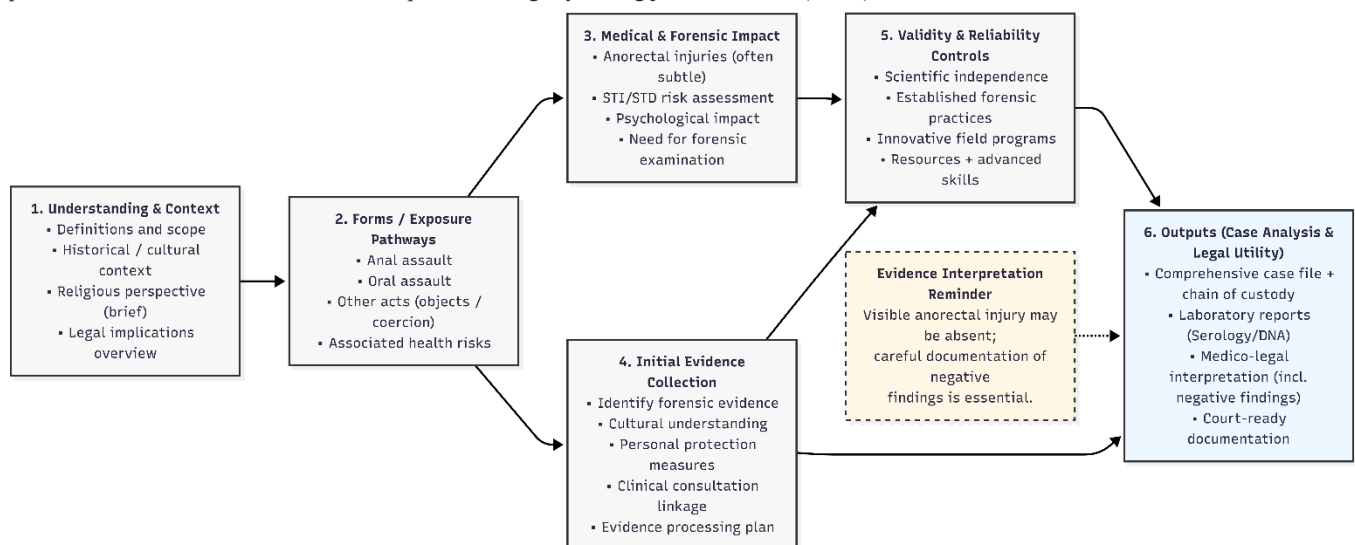 3. Medical & Forensic Impact
▪ Anorectal injuries (often
subtle)
▪ STI/STD risk assessment
▪ Psychological impact
▪ Need for forensic
examination
5. Validity & Reliability
Controls
▪ Scientific independence
▪ Established forensic
practices
▪ Innovative field programs
▪ Resources + advanced
skills
1. Understanding & Context
▪ Definitions and scope
▪ Historical / cultural
context
▪ Religious perspective
(brief)
▪ Legal implications
overview
2. Forms / Exposure
Pathways
▪ Anal assault
▪ Oral assault
▪ Other acts (objects /
coercion)
▪ Associated health risks
4. Initial Evidence
Collection
▪ Identify forensic evidence
▪ Cultural understanding
▪ Personal protection
measures
▪ Clinical consultation
linkage
▪ Evidence processing plan
Evidence Interpretation
Reminder
Visible anorectal injury may
be absent;
careful documentation of
negative
findings is essential.
6. Outputs (Case Analysis &
Legal Utility)
▪ Comprehensive case file +
chain of custody
▪ Laboratory reports
(Serology/DNA)
▪ Medico-legal
interpretation (incl.
negative findings)
▪ Court-ready
documentation